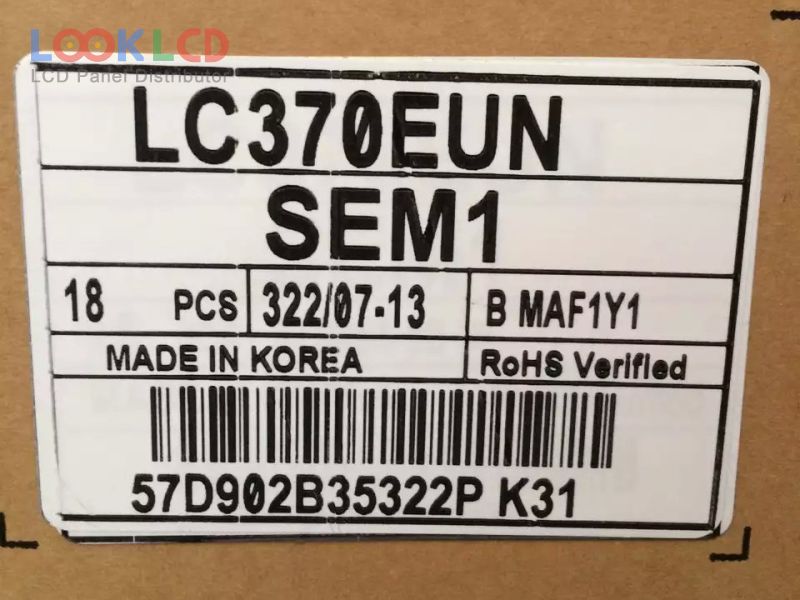 LOOKLCD
LCD Panel Distributor
LC370EUN
SEM1
18 PCS 322/07-13 B MAF1Y1
MADE IN KOREA RoHS Verified
57D902B35322P K31